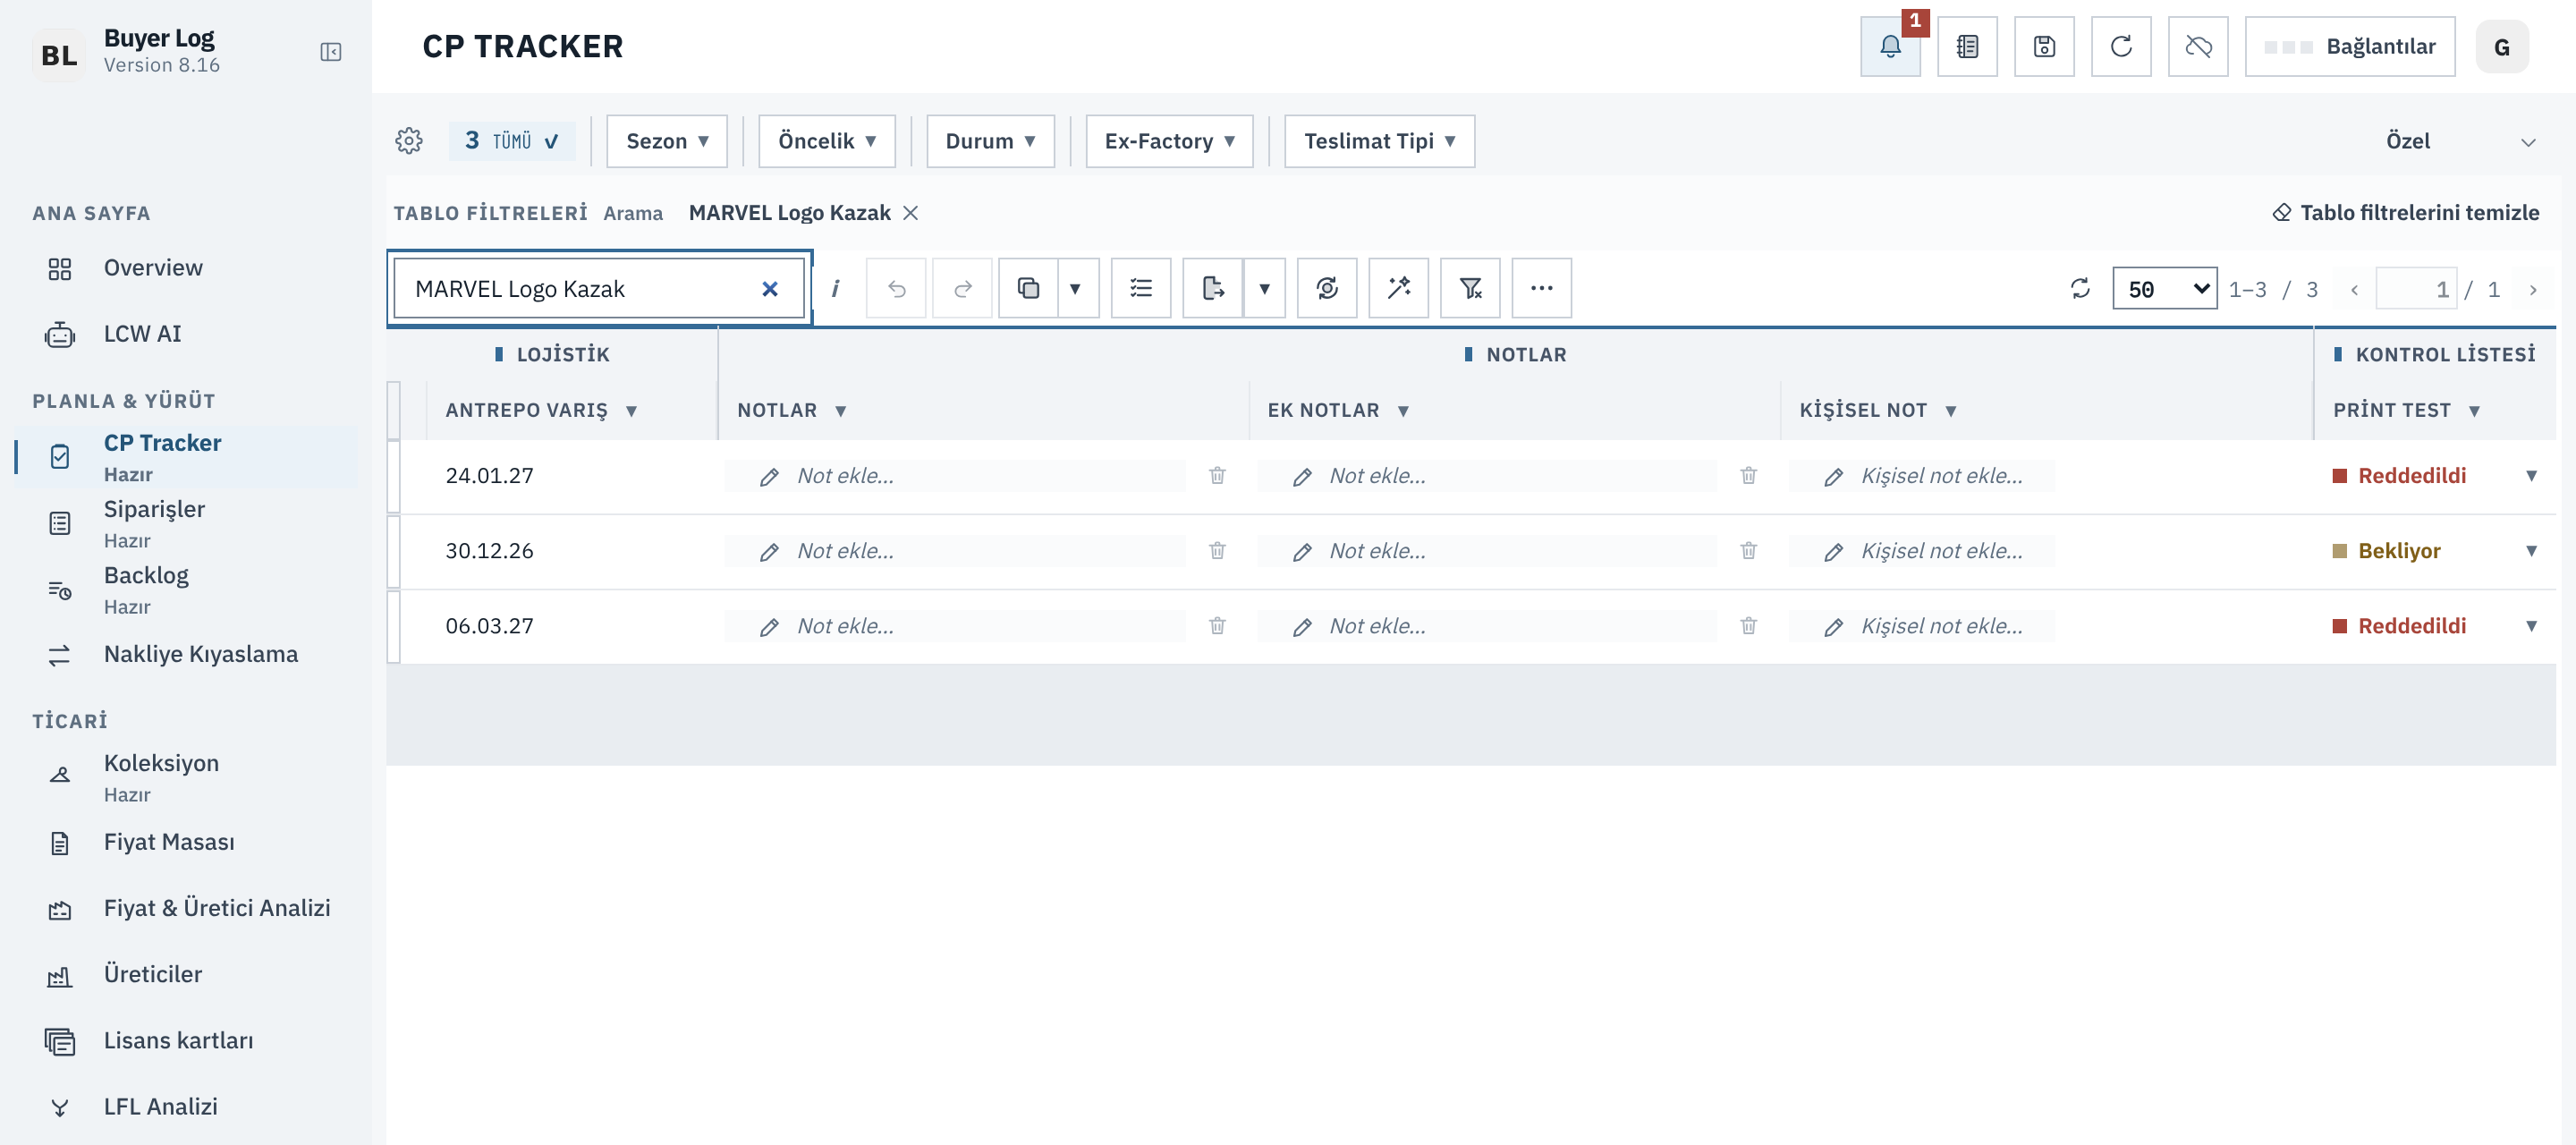 BL
Buyer Log
Version 8.16
ANA SAYFA
Overview
LCW AI
PLANLA & YÜRÜT
CP Tracker
Hazır
Siparişler
Hazır
Backlog
Hazır
Nakliye Kıyaslama
TİCARİ
Koleksiyon
Hazır
Fiyat Masası
Fiyat & Üretici Analizi
Üreticiler
Lisans kartları
LFL Analizi
CP TRACKER
1
Bağlantılar
G
3 TÜMÜ Sezon Öncelik Durum Ex-Factory Teslimat Tipi Özel
TABLO FİLTRELERİ Arama MARVEL Logo Kazak Tablo filtrelerini temizle
MARVEL Logo Kazak i 50 1–3 / 3 1 / 1
LOJİSTİK NOTLAR KONTROL LİSTESİ
ANTREPO VARIŞ NOTLAR EK NOTLAR KİŞİSEL NOT PRİNT TEST
24.01.27 Not ekle... Not ekle... Kişisel not ekle... Reddedildi
30.12.26 Not ekle... Not ekle... Kişisel not ekle... Bekliyor
06.03.27 Not ekle... Not ekle... Kişisel not ekle... Reddedildi